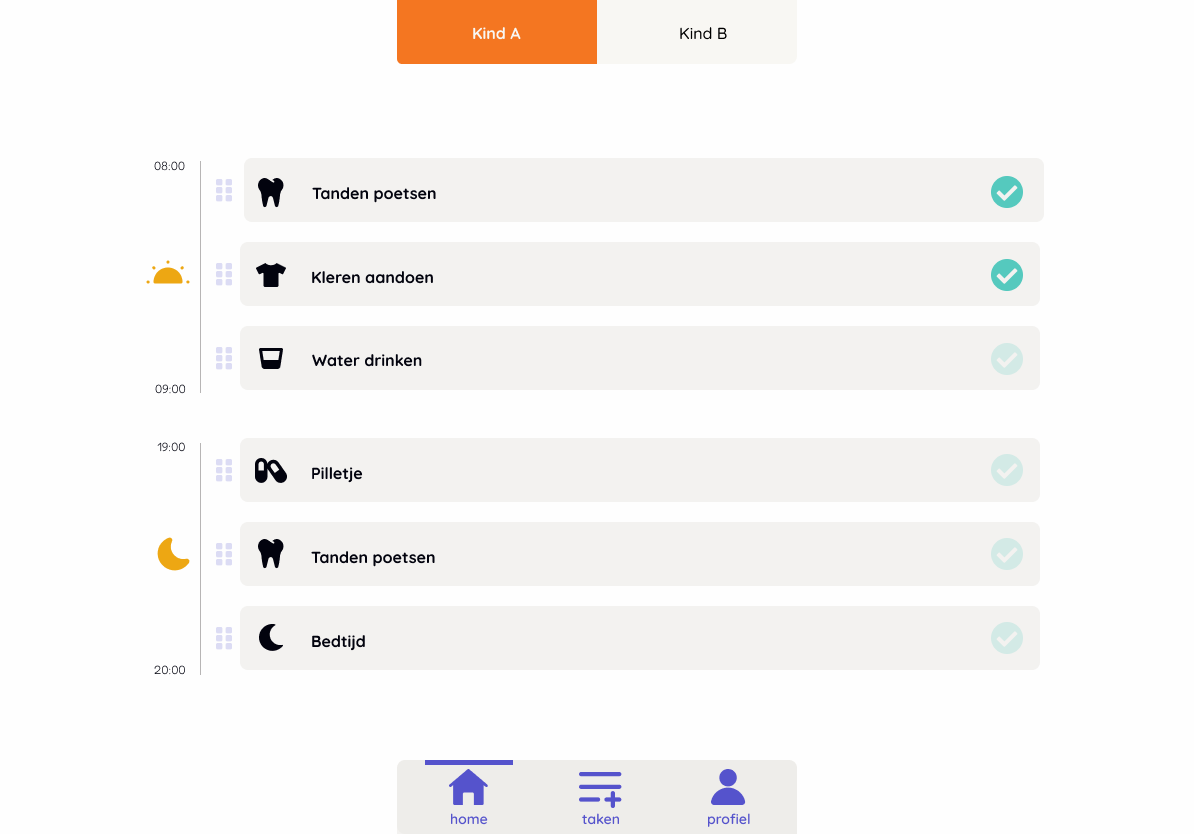 Kind A
Kind B
08:00
Tanden poetsen
Kleren aandoen
Water drinken
09:00
19:00
Pilletje
Tanden poetsen
Bedtijd
20:00
home
taken
profiel